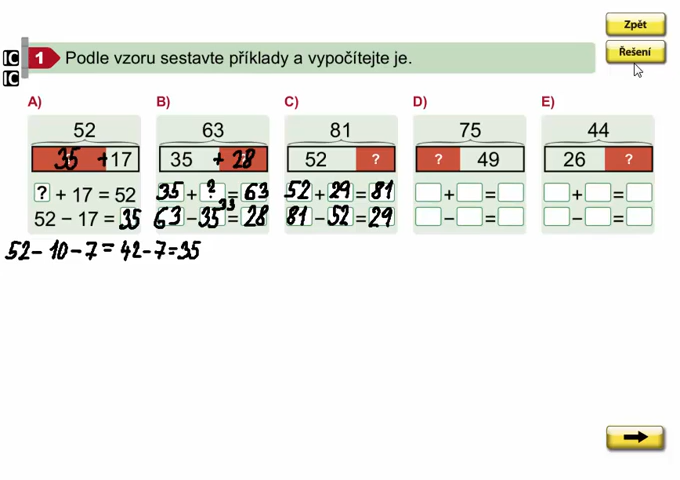 Zpět
Řešení
1 Podle vzoru sestavte příklady a vypočítejte je.
IC
IC
A) B) C) D) E)
52 63 81 75 44
35 + 17 35 + 28 52 ? ? 49 26 ?
? + 17 = 52 35 + ? = 63 52 + 29 = 81 + = + =
52 − 17 = 35 63 − 35 = 28 81 − 52 = 29 − = − =
52 − 10 − 7 = 42 − 7 = 35